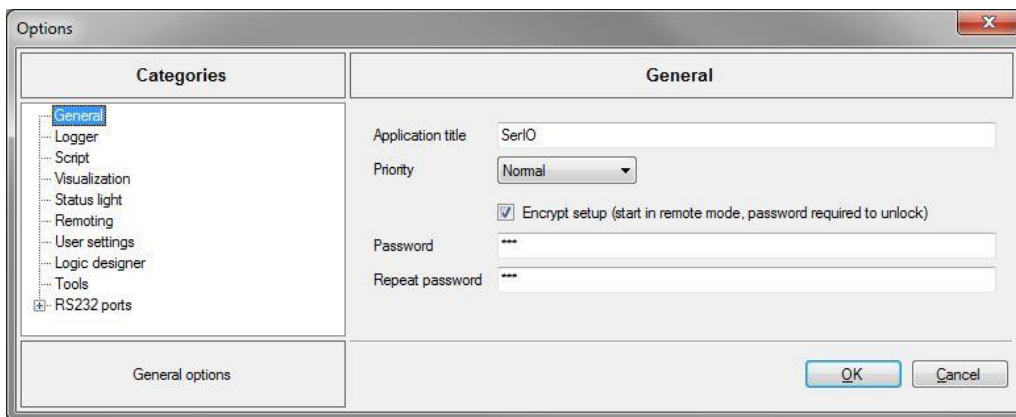 Options
Categories
General
Logger
Script
Visualization
Status light
Remoting
User settings
Logic designer
Tools
RS232 ports
General options
General
Application title SerIO
Priority Normal
Encrypt setup (start in remote mode, password required to unlock)
Password ***
Repeat password ***
OK Cancel